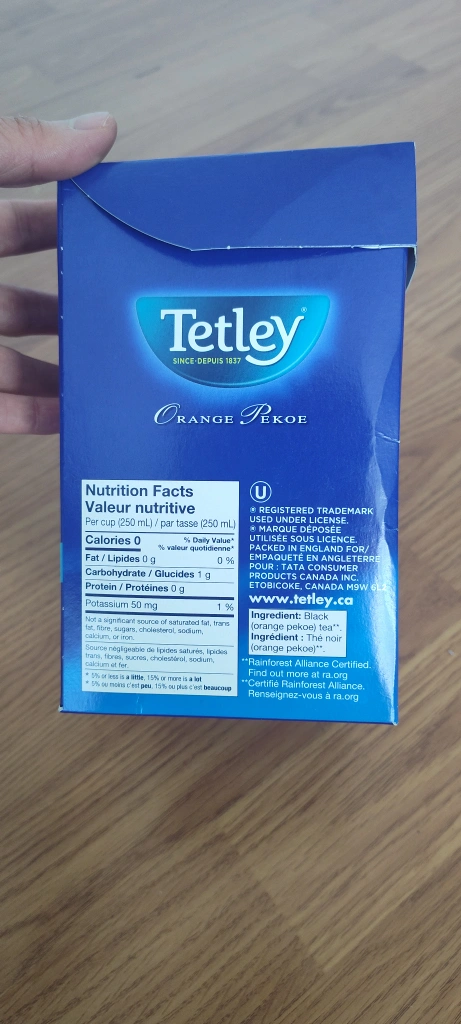 Tetley®
SINCE·DEPUIS 1837
ORANGE PEKOE
Nutrition Facts
Valeur nutritive
Per cup (250 mL) / par tasse (250 mL)
Calories 0
% Daily Value*
% valeur quotidienne*
Fat / Lipides 0 g 0 %
Carbohydrate / Glucides 1 g
Protein / Protéines 0 g
Potassium 50 mg 1 %
Not a significant source of saturated fat, trans
fat, fibre, sugars, cholesterol, sodium,
calcium, or iron.
Source négligeable de lipides saturés, lipides
trans, fibres, sucres, cholestérol, sodium,
calcium et fer.
* 5% or less is a little, 15% or more is a lot
* 5% ou moins c'est peu, 15% ou plus c'est beaucoup
U
® REGISTERED TRADEMARK
USED UNDER LICENSE.
® MARQUE DÉPOSÉE
UTILISÉE SOUS LICENCE.
PACKED IN ENGLAND FOR/
EMPAQUETÉ EN ANGLETERRE
POUR : TATA CONSUMER
PRODUCTS CANADA INC.
ETOBICOKE, CANADA M9W
www.tetley.ca
Ingredient: Black
(orange pekoe) tea**.
Ingrédient : Thé noir
(orange pekoe)**.
**Rainforest Alliance Certified.
Find out more at ra.org
**Certifié Rainforest Alliance.
Renseignez-vous à ra.org